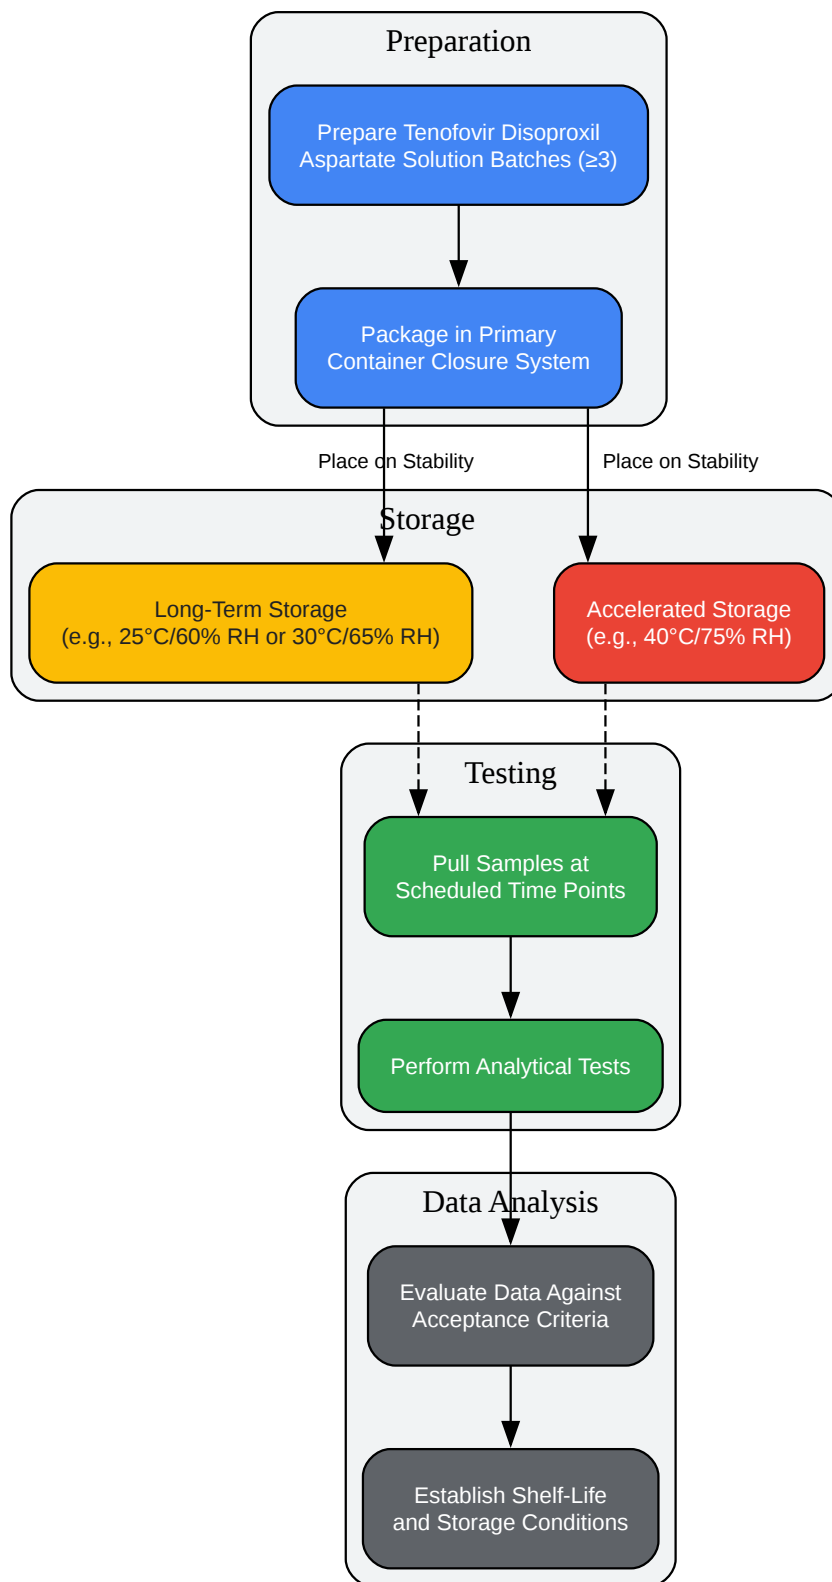 Preparation
Prepare Tenofovir Disoproxil
Aspartate Solution Batches (≥3)
Package in Primary
Container Closure System
Place on Stability
Place on Stability
Storage
Long-Term Storage
(e.g., 25°C/60% RH or 30°C/65% RH)
Accelerated Storage
(e.g., 40°C/75% RH)
Testing
Pull Samples at
Scheduled Time Points
Perform Analytical Tests
Data Analysis
Evaluate Data Against
Acceptance Criteria
Establish Shelf-Life
and Storage Conditions